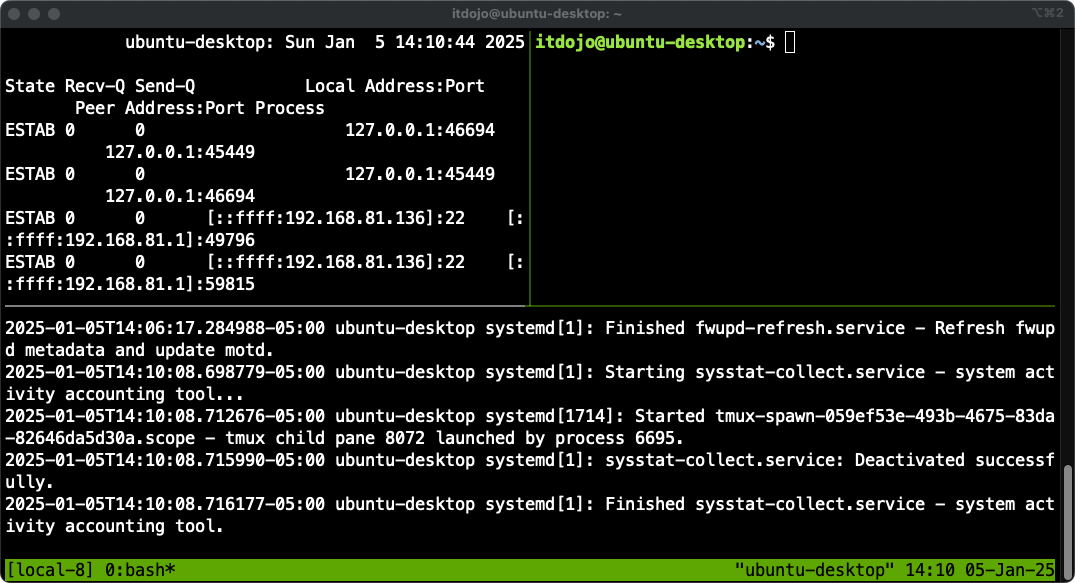 itdojo@ubuntu-desktop: ~
⌥⌘2
ubuntu-desktop: Sun Jan  5 14:10:44 2025
itdojo@ubuntu-desktop:~$
State Recv-Q Send-Q           Local Address:Port
       Peer Address:Port Process
ESTAB 0      0                    127.0.0.1:46694
          127.0.0.1:45449
ESTAB 0      0                    127.0.0.1:45449
          127.0.0.1:46694
ESTAB 0      0      [::ffff:192.168.81.136]:22    [:
:ffff:192.168.81.1]:49796
ESTAB 0      0      [::ffff:192.168.81.136]:22    [:
:ffff:192.168.81.1]:59815
2025-01-05T14:06:17.284988-05:00 ubuntu-desktop systemd[1]: Finished fwupd-refresh.service - Refresh fwup
d metadata and update motd.
2025-01-05T14:10:08.698779-05:00 ubuntu-desktop systemd[1]: Starting sysstat-collect.service - system act
ivity accounting tool...
2025-01-05T14:10:08.712676-05:00 ubuntu-desktop systemd[1714]: Started tmux-spawn-059ef53e-493b-4675-83da
-82646da5d30a.scope - tmux child pane 8072 launched by process 6695.
2025-01-05T14:10:08.715990-05:00 ubuntu-desktop systemd[1]: sysstat-collect.service: Deactivated successf
ully.
2025-01-05T14:10:08.716177-05:00 ubuntu-desktop systemd[1]: Finished sysstat-collect.service - system act
ivity accounting tool.
[local-8] 0:bash*
"ubuntu-desktop" 14:10 05-Jan-25